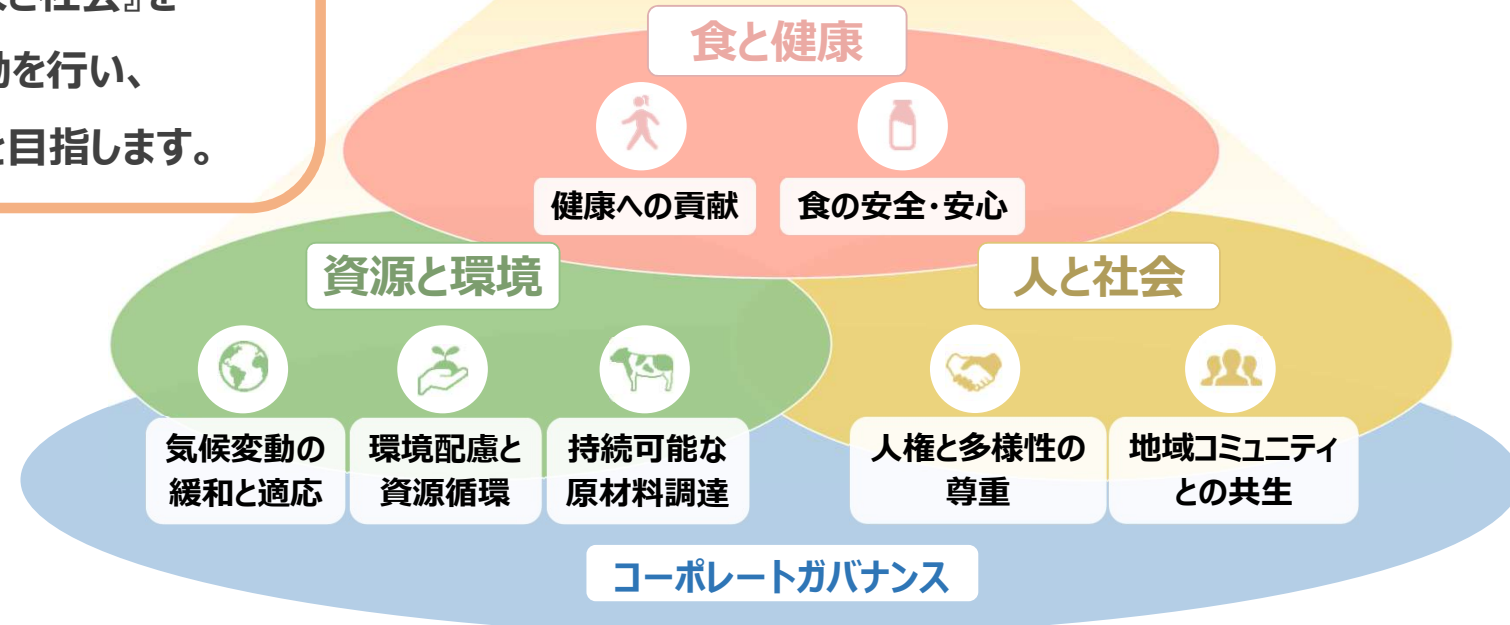 と社会』を
を行い、
目指します。
食と健康
健康への貢献
食の安全・安心
資源と環境
人と社会
気候変動の
緩和と適応
環境配慮と
資源循環
持続可能な
原材料調達
人権と多様性の
尊重
地域コミュニティ
との共生
コーポレートガバナンス